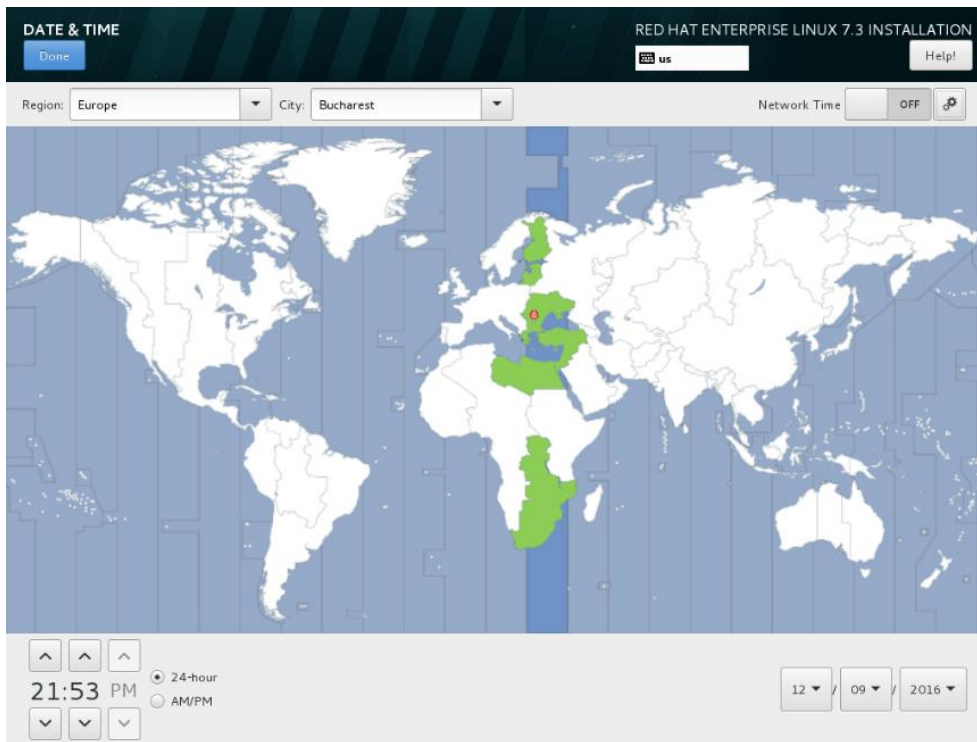 DATE & TIME
RED HAT ENTERPRISE LINUX 7.3 INSTALLATION
Done
us
Help!
Region: Europe City: Bucharest Network Time OFF
21:53 PM
24-hour
AM/PM
12 / 09 / 2016